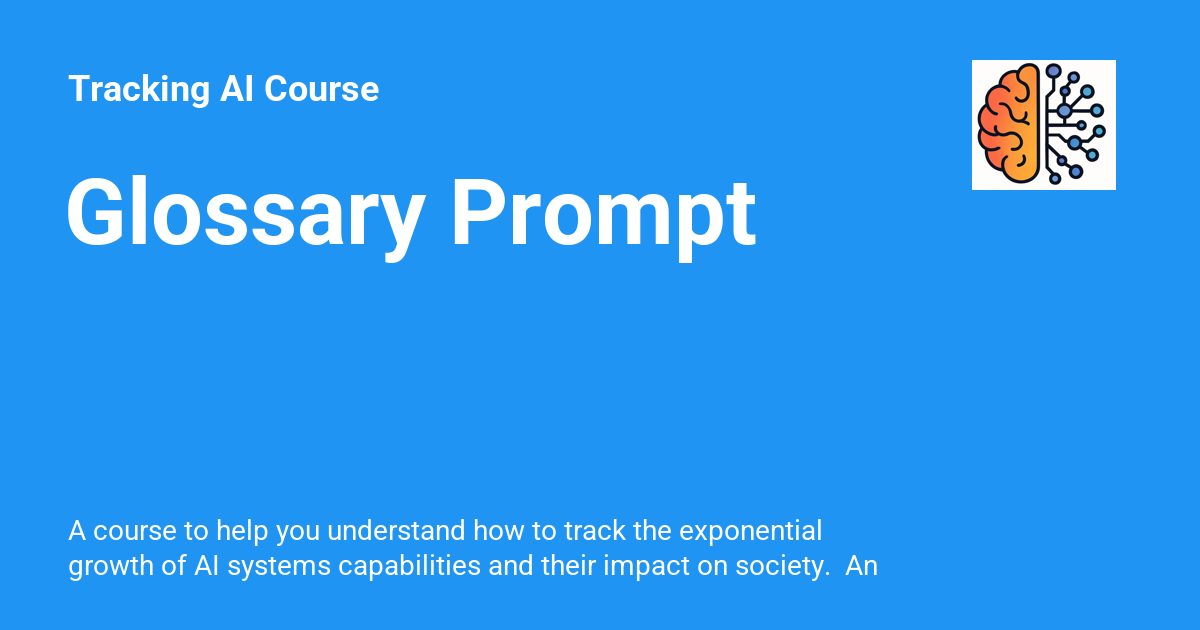 Tracking AI Course
Glossary Prompt
A course to help you understand how to track the exponential
growth of AI systems capabilities and their impact on society.  An